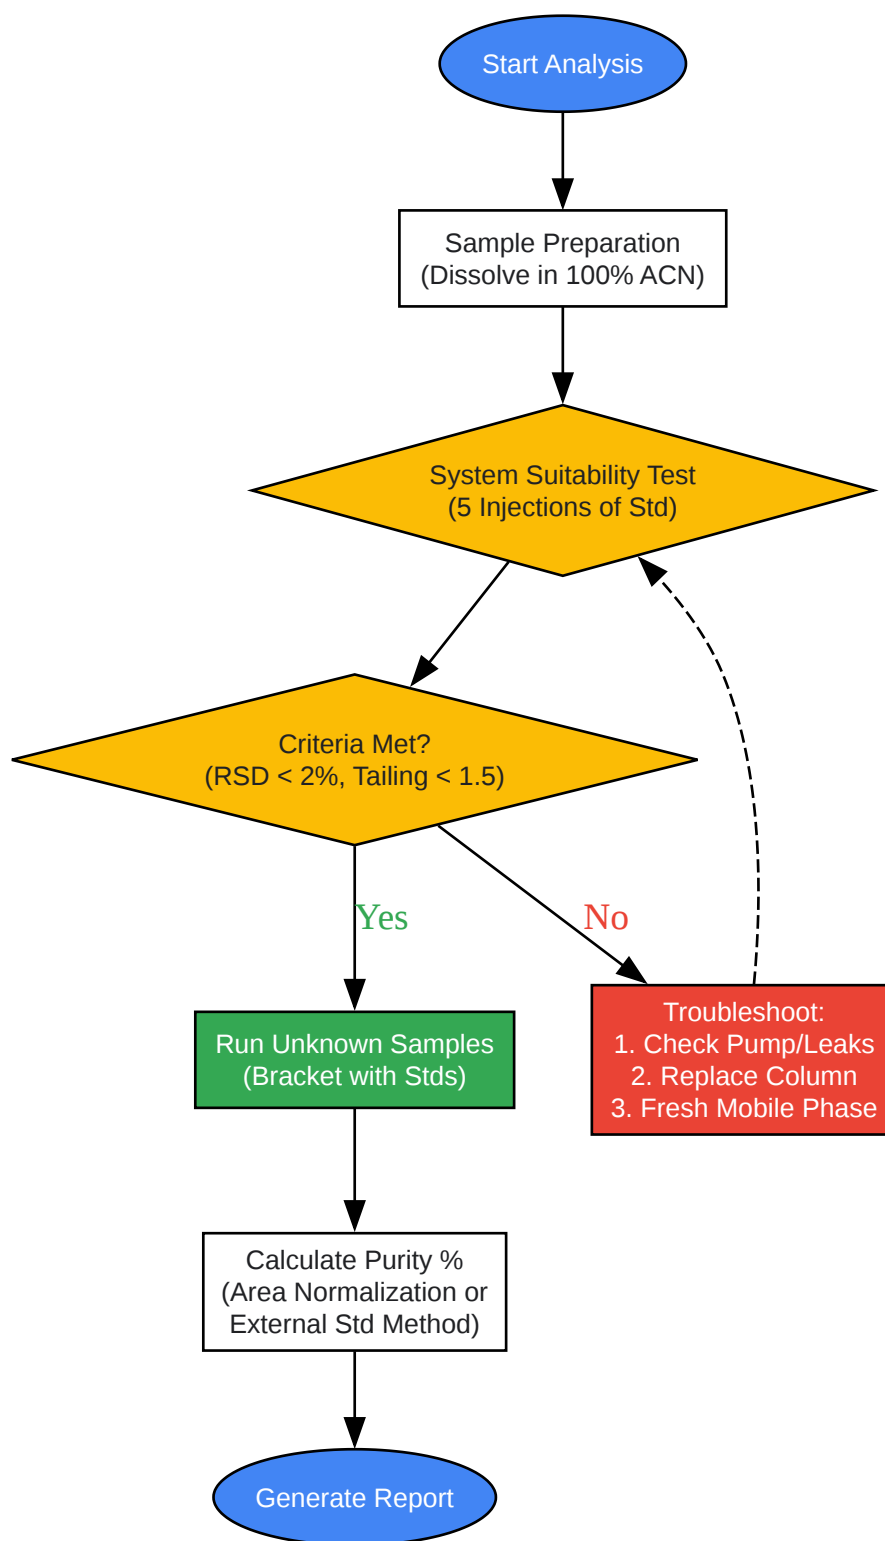 Start Analysis
Sample Preparation
(Dissolve in 100% ACN)
System Suitability Test
(5 Injections of Std)
Criteria Met?
(RSD < 2%, Tailing < 1.5)
Yes
No
Run Unknown Samples
(Bracket with Stds)
Troubleshoot:
1. Check Pump/Leaks
2. Replace Column
3. Fresh Mobile Phase
Calculate Purity %
(Area Normalization or
External Std Method)
Generate Report